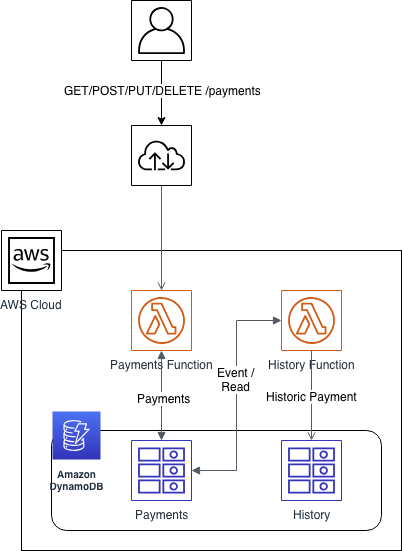 GET/POST/PUT/DELETE /payments
aws
AWS Cloud
Payments Function
History Function
Event /
Read
Payments
Historic Payment
Amazon
DynamoDB
Payments
History